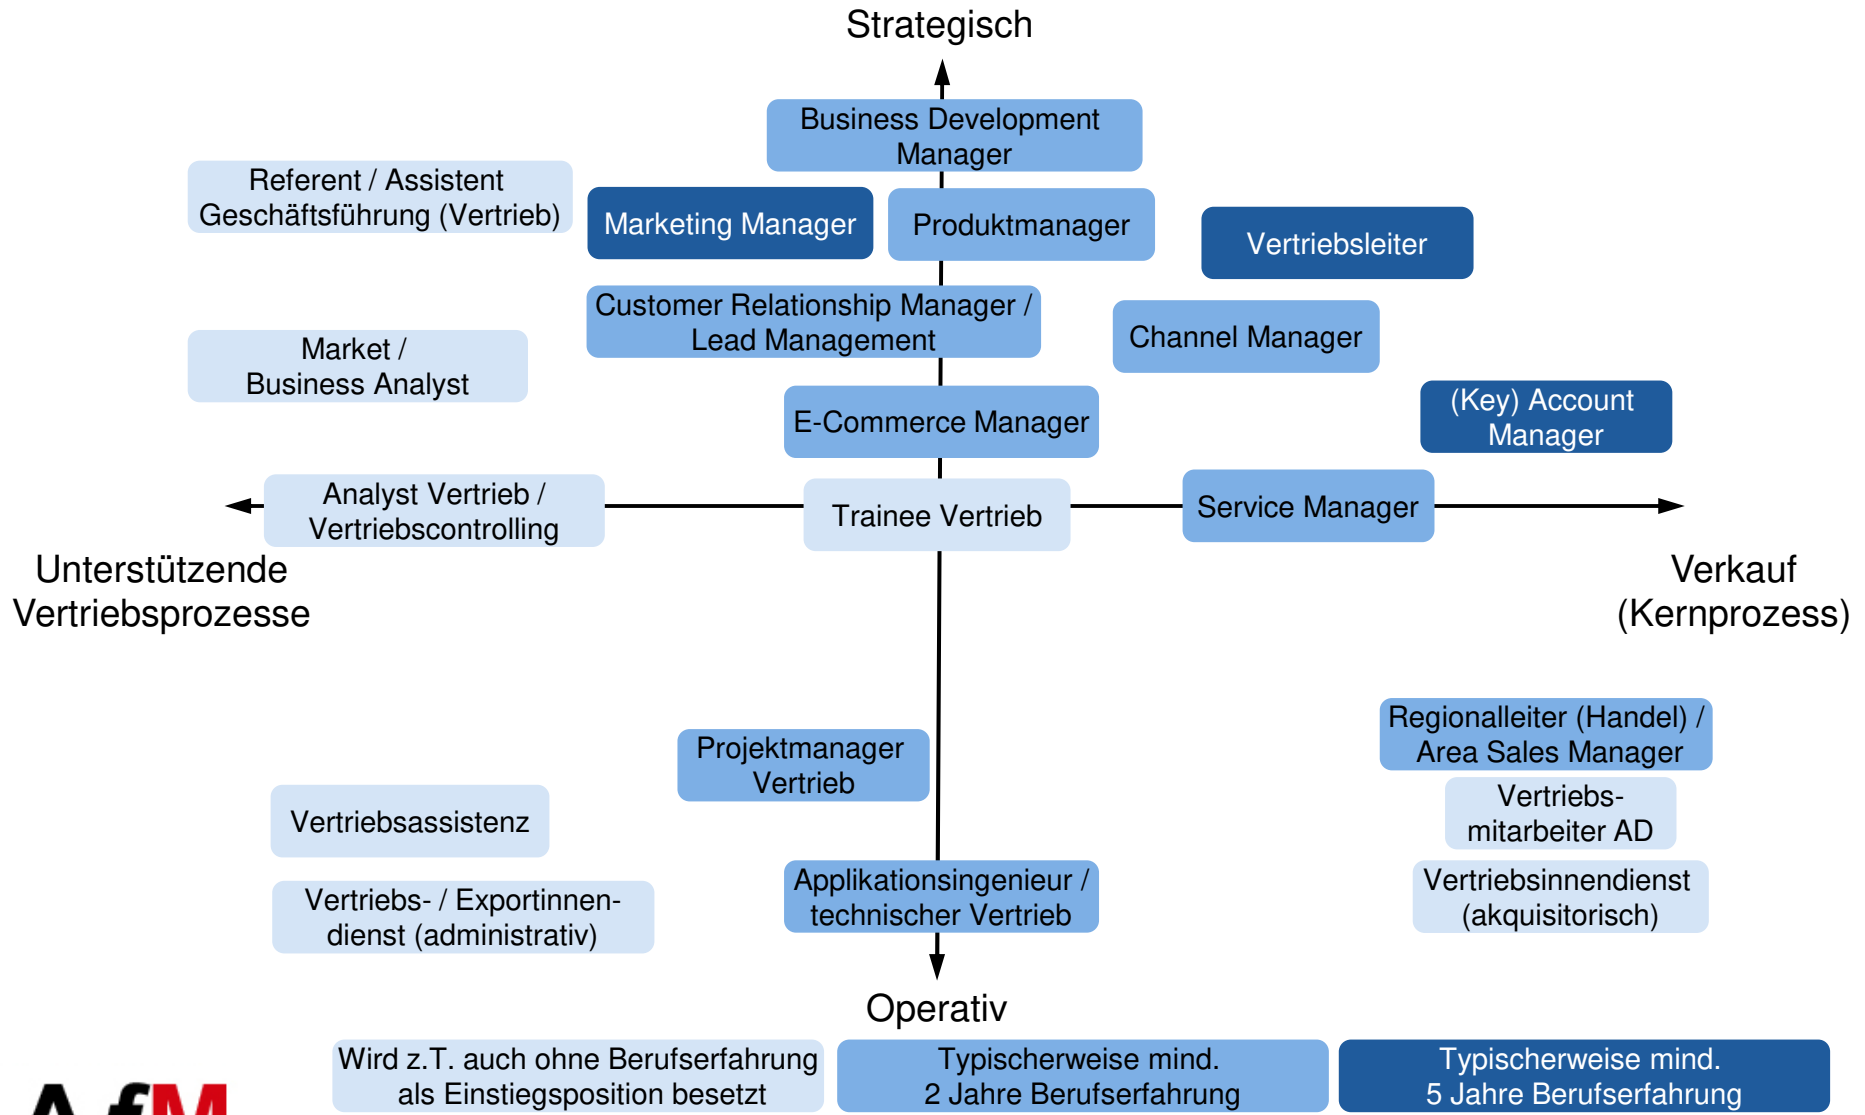 Strategisch
Business Development
Manager
Referent / Assistent
Geschäftsführung (Vertrieb)
Marketing Manager
Produktmanager
Vertriebsleiter
Customer Relationship Manager /
Lead Management
Channel Manager
Market /
Business Analyst
E-Commerce Manager
(Key) Account
Manager
Analyst Vertrieb /
Vertriebscontrolling
Trainee Vertrieb
Service Manager
Unterstützende
Vertriebsprozesse
Verkauf
(Kernprozess)
Regionalleiter (Handel) /
Area Sales Manager
Projektmanager
Vertrieb
Vertriebsassistenz
Vertriebs-
mitarbeiter AD
Applikationsingenieur /
technischer Vertrieb
Vertriebsinnendienst
(akquisitorisch)
Vertriebs- / Exportinnen-
dienst (administrativ)
Operativ
Wird z.T. auch ohne Berufserfahrung
als Einstiegsposition besetzt
Typischerweise mind.
2 Jahre Berufserfahrung
Typischerweise mind.
5 Jahre Berufserfahrung
AfM